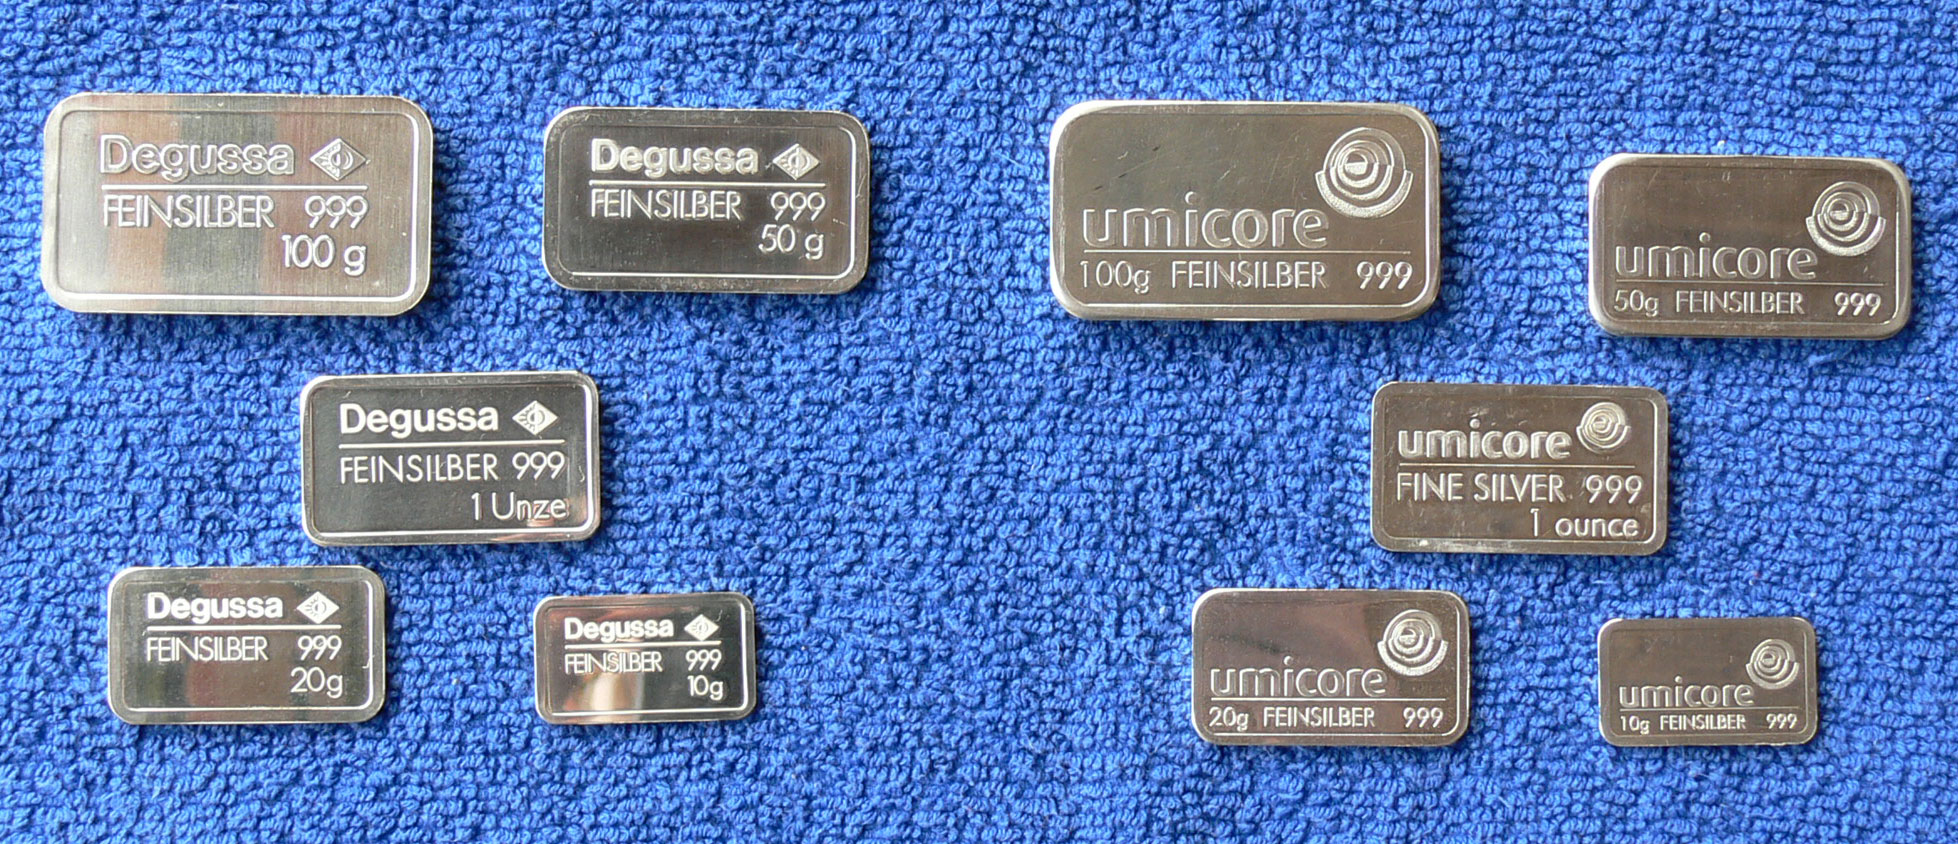 Degussa
FEINSILBER 999
100 g
Degussa
FEINSILBER 999
50 g
umicore
100g FEINSILBER 999
umicore
50g FEINSILBER 999
Degussa
FEINSILBER 999
1 Unze
umicore
FINE SILVER 999
1 ounce
Degussa
FEINSILBER 999
20g
Degussa
FEINSILBER 999
10g
umicore
20g FEINSILBER 999
umicore
10g FEINSILBER 999